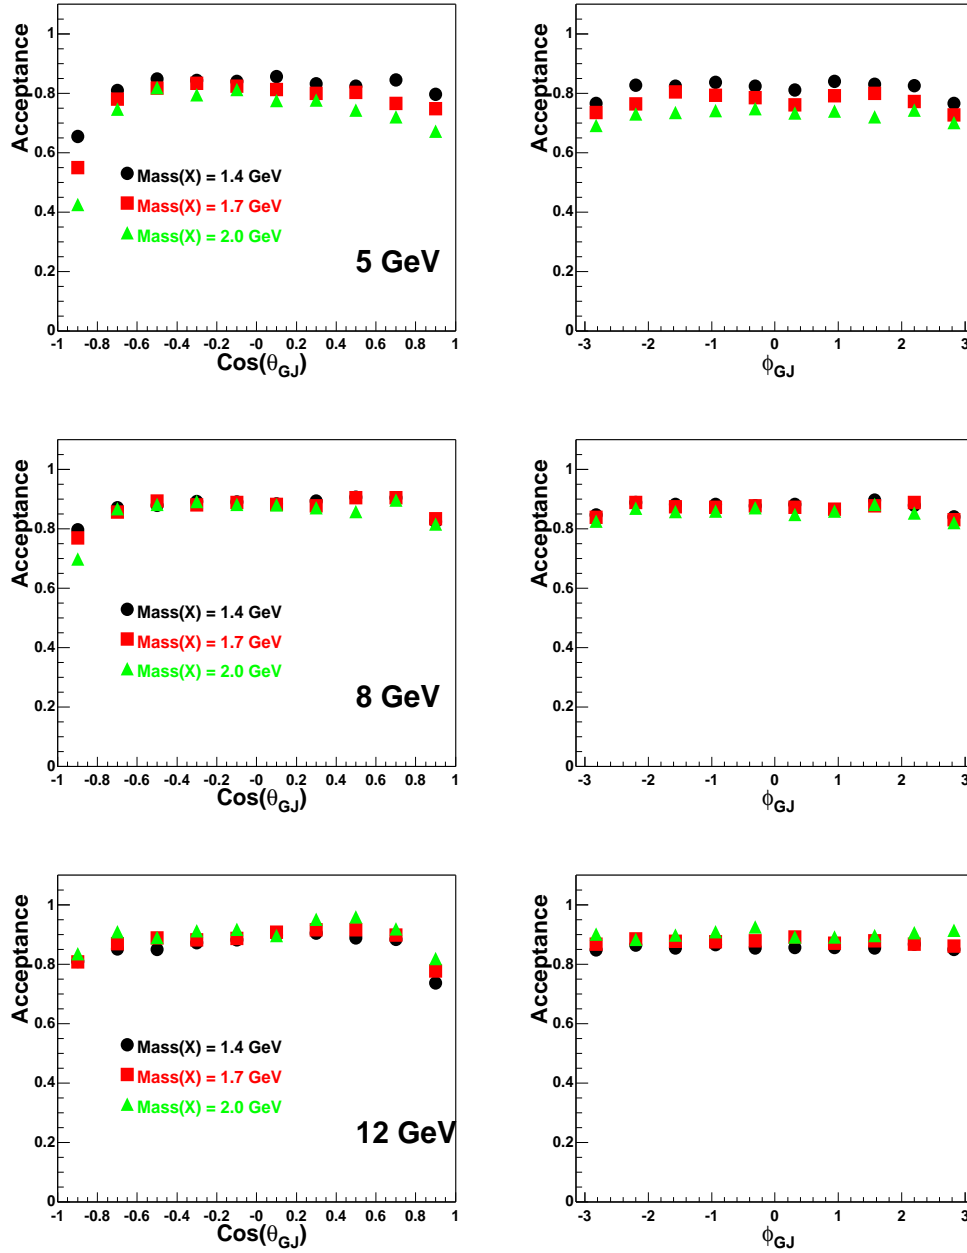 Acceptance
1
0.8
0.6
0.4
0.2
0
Mass(X) = 1.4 GeV
Mass(X) = 1.7 GeV
Mass(X) = 2.0 GeV
5 GeV
-1 -0.8 -0.6 -0.4 -0.2 -0 0.2 0.4 0.6 0.8 1
Cos(θGJ)
Acceptance
1
0.8
0.6
0.4
0.2
0
-3 -2 -1 0 1 2 3
ϕGJ
Acceptance
1
0.8
0.6
0.4
0.2
0
Mass(X) = 1.4 GeV
Mass(X) = 1.7 GeV
Mass(X) = 2.0 GeV
8 GeV
-1 -0.8 -0.6 -0.4 -0.2 -0 0.2 0.4 0.6 0.8 1
Cos(θGJ)
Acceptance
1
0.8
0.6
0.4
0.2
0
-3 -2 -1 0 1 2 3
ϕGJ
Acceptance
1
0.8
0.6
0.4
0.2
0
Mass(X) = 1.4 GeV
Mass(X) = 1.7 GeV
Mass(X) = 2.0 GeV
12 GeV
-1 -0.8 -0.6 -0.4 -0.2 -0 0.2 0.4 0.6 0.8 1
Cos(θGJ)
Acceptance
1
0.8
0.6
0.4
0.2
0
-3 -2 -1 0 1 2 3
ϕGJ